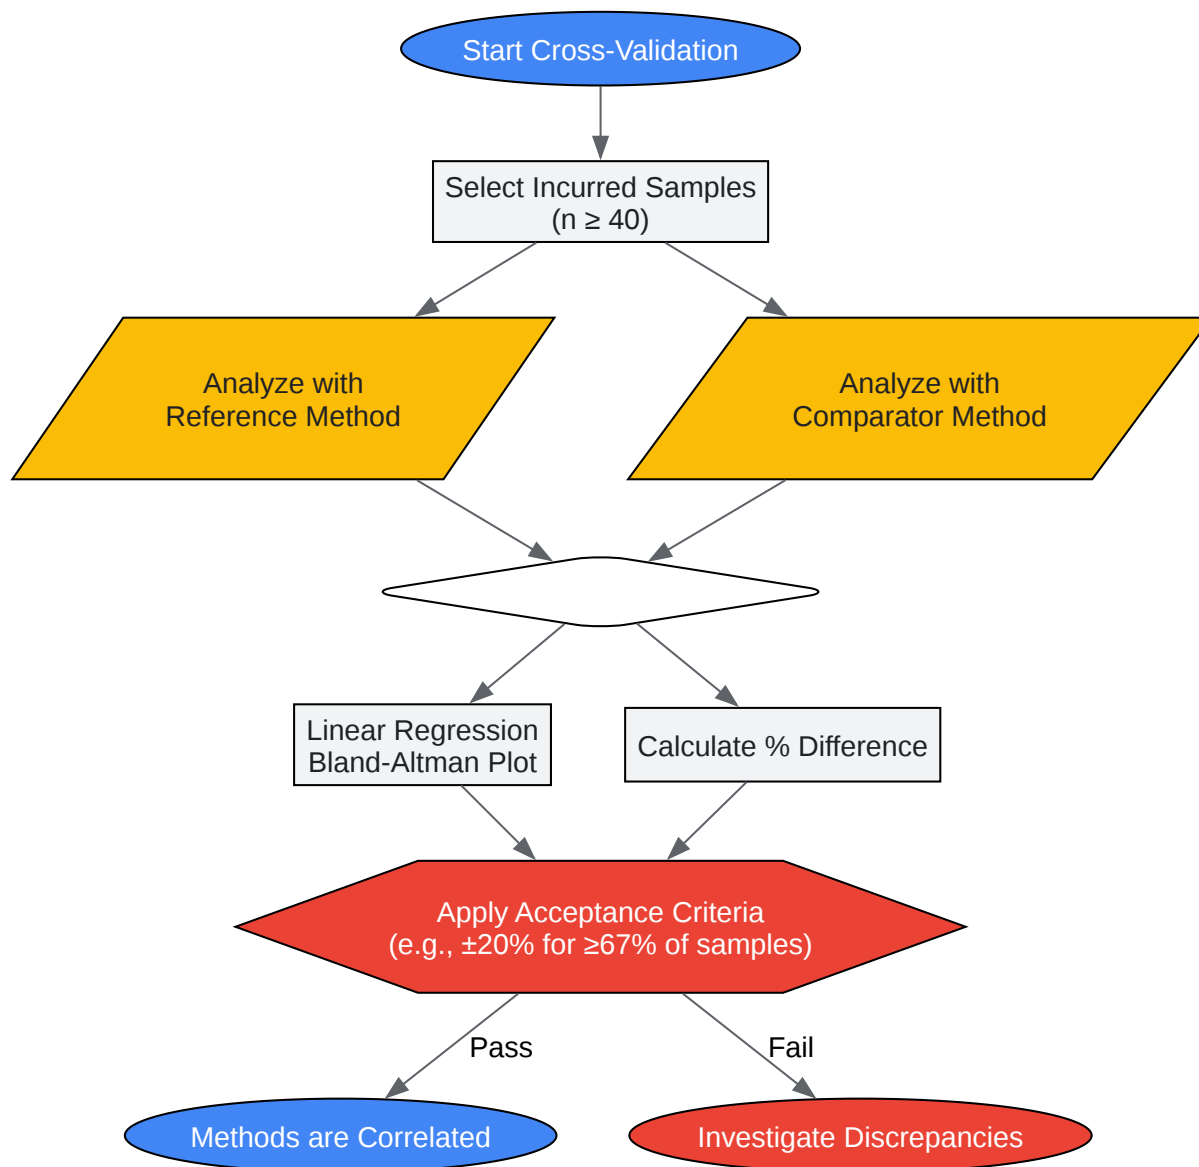 Start Cross-Validation
Select Incurred Samples
(n ≥ 40)
Analyze with
Reference Method
Analyze with
Comparator Method
Linear Regression
Bland-Altman Plot
Calculate % Difference
Apply Acceptance Criteria
(e.g., ±20% for ≥67% of samples)
Pass
Fail
Methods are Correlated
Investigate Discrepancies